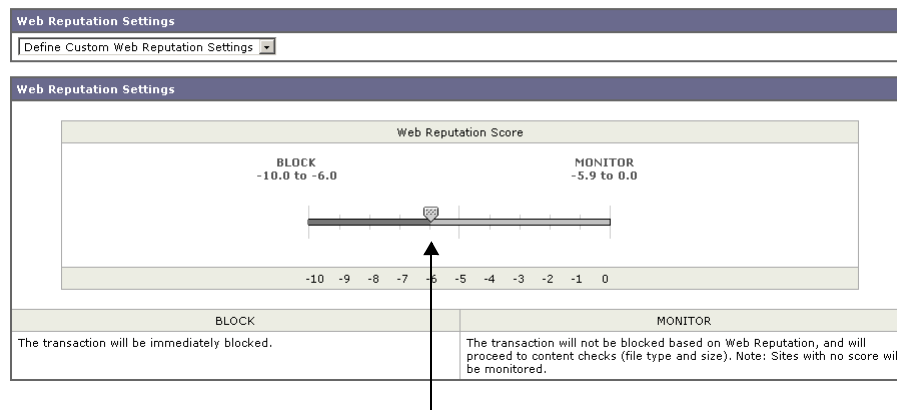 Web Reputation Settings
Define Custom Web Reputation Settings
Web Reputation Settings
Web Reputation Score
BLOCK
-10.0 to -6.0
MONITOR
-5.9 to 0.0
-10 -9 -8 -7 -6 -5 -4 -3 -2 -1 0
BLOCK
The transaction will be immediately blocked.
MONITOR
The transaction will not be blocked based on Web Reputation, and will
proceed to content checks (file type and size). Note: Sites with no score wil
be monitored.